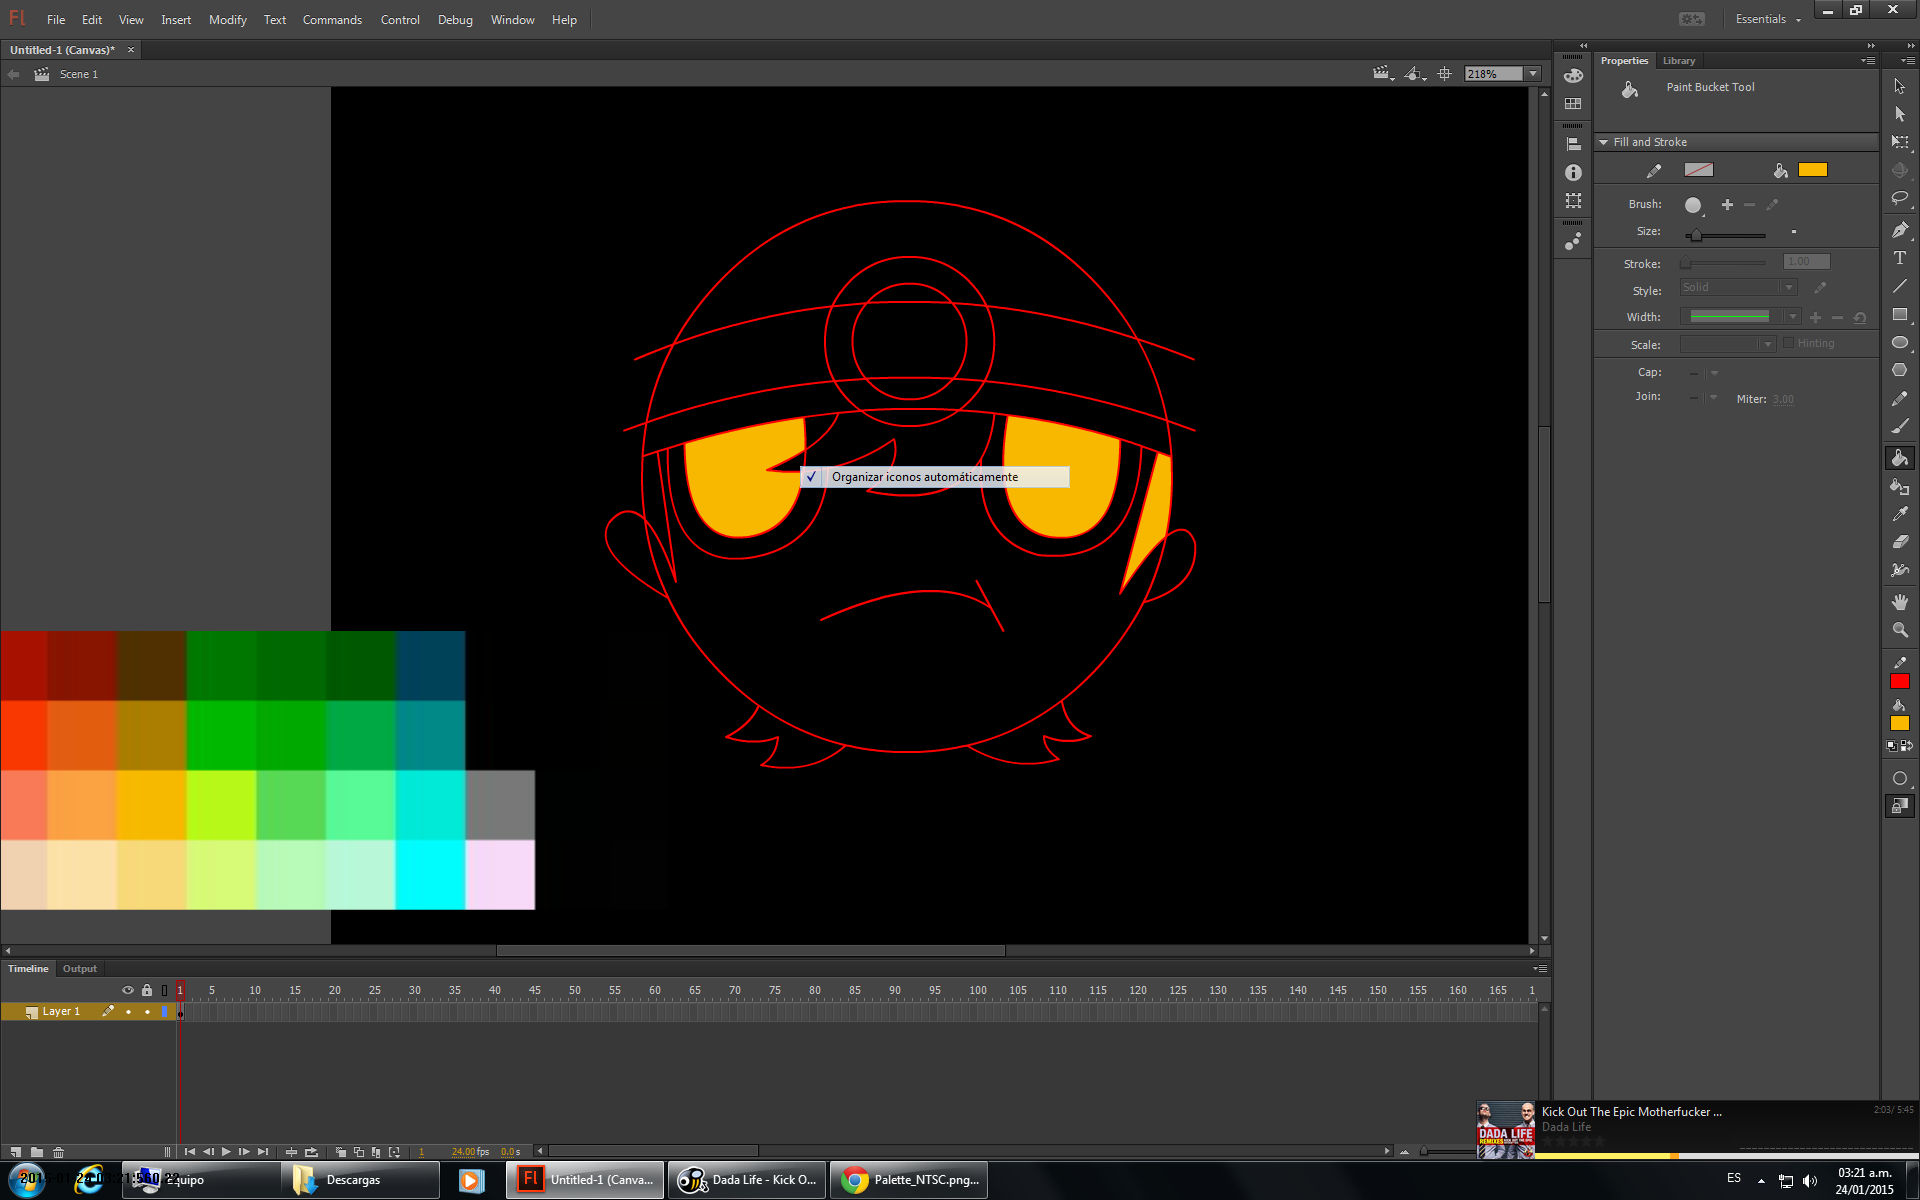 Fl File Edit View Insert Modify Text Commands Control Debug Window Help Essentials
Untitled-1 (Canvas)*
Scene 1
218%
Properties Library
Paint Bucket Tool
Fill and Stroke
Brush:
Size:
Stroke: 1.00
Style: Solid
Width:
Scale: Hinting
Cap:
Join: Miter: 3.00
Organizar iconos automáticamente
Timeline Output
1 5 10 15 20 25 30 35 40 45 50 55 60 65 70 75 80 85 90 95 100 105 110 115 120 125 130 135 140 145 150 155 160 165 1
Layer 1
1 24.00 fps 0.0 s
Kick Out The Epic Motherfucker ...
2:03/ 5:45
Dada Life
DADA LIFE
Equipo
Descargas
Fl Untitled-1 (Canva...
Dada Life - Kick O...
Palette_NTSC.png...
ES
03:21 a.m.
24/01/2015